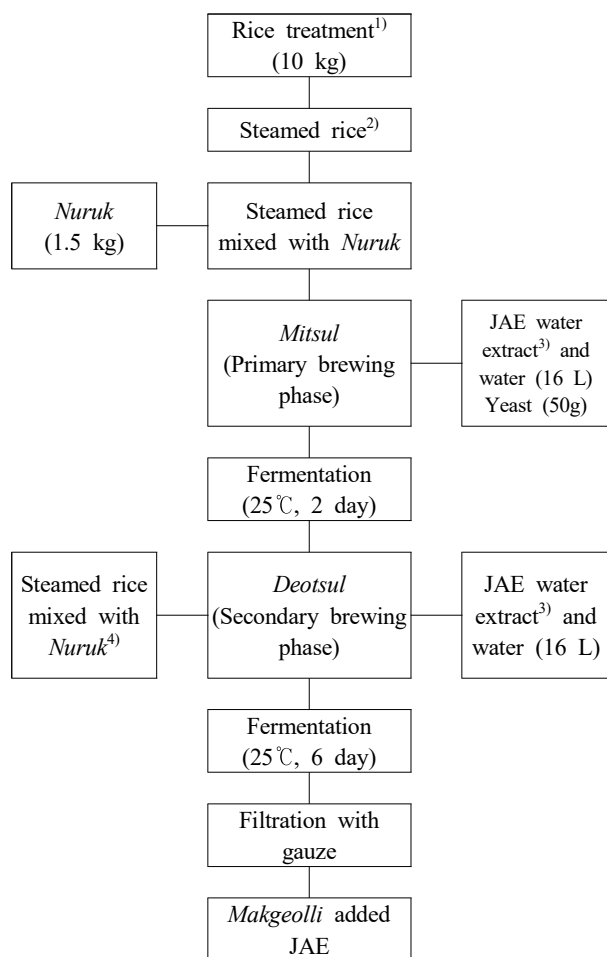 Rice treatment1)
(10 kg)
Steamed rice2)
Nuruk
(1.5 kg)
Steamed rice
mixed with Nuruk
Mitsul
(Primary brewing
phase)
JAE water
extract3) and
water (16 L)
Yeast (50g)
Fermentation
(25℃, 2 day)
Steamed rice
mixed with
Nuruk4)
Deotsul
(Secondary brewing
phase)
JAE water
extract3) and
water (16 L)
Fermentation
(25℃, 6 day)
Filtration with
gauze
Makgeolli added
JAE